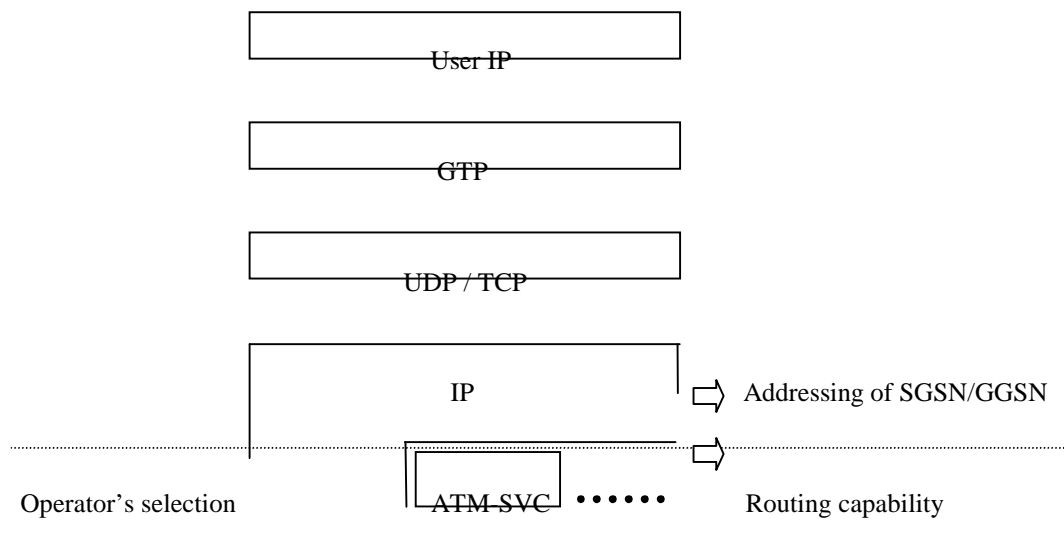 User IP
GTP
UDP / TCP
IP
Addressing of SGSN/GGSN
Operator’s selection
ATM-SVC
Routing capability